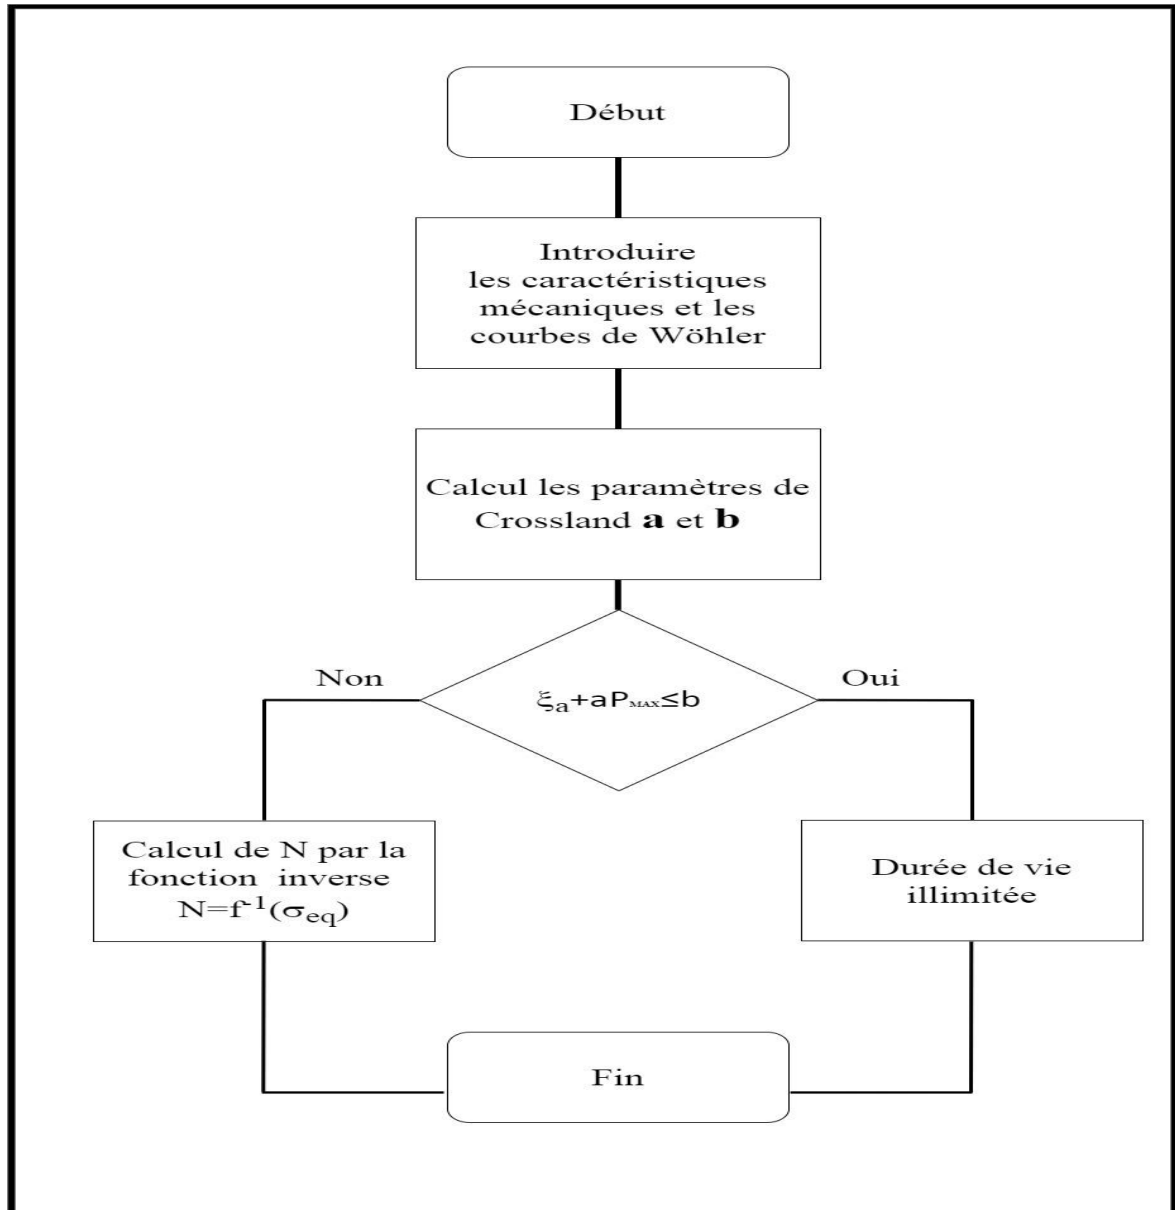 Début
Introduire
les caractéristiques
mécaniques et les
courbes de Wöhler
Calcul les paramètres de
Crossland a et b
Non
Oui
ξa+aPMAX≤b
Calcul de N par la
fonction inverse
N=f-1(σeq)
Durée de vie
illimitée
Fin